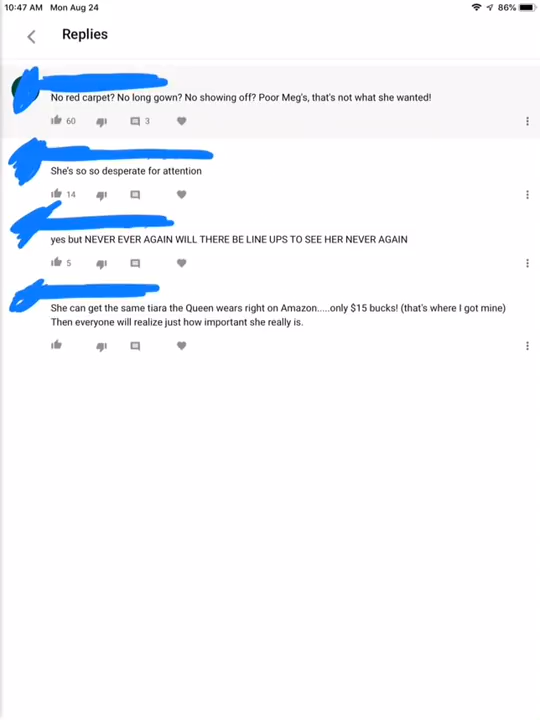 10:47 AM Mon Aug 24
86%
Replies
No red carpet? No long gown? No showing off? Poor Meg's, that's not what she wanted!
60
3
She's so so desperate for attention
14
yes but NEVER EVER AGAIN WILL THERE BE LINE UPS TO SEE HER NEVER AGAIN
5
She can get the same tiara the Queen wears right on Amazon.....only $15 bucks! (that's where I got mine)
Then everyone will realize just how important she really is.